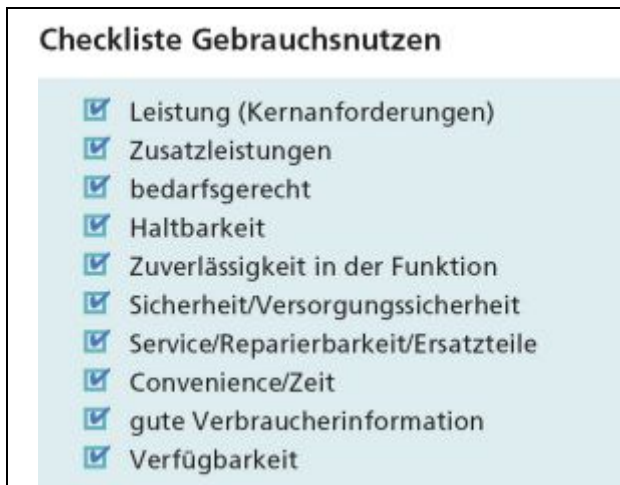 Checkliste Gebrauchsnutzen
Leistung (Kernanforderungen)
Zusatzleistungen
bedarfsgerecht
Haltbarkeit
Zuverlässigkeit in der Funktion
Sicherheit/Versorgungssicherheit
Service/Reparierbarkeit/Ersatzteile
Convenience/Zeit
gute Verbraucherinformation
Verfügbarkeit